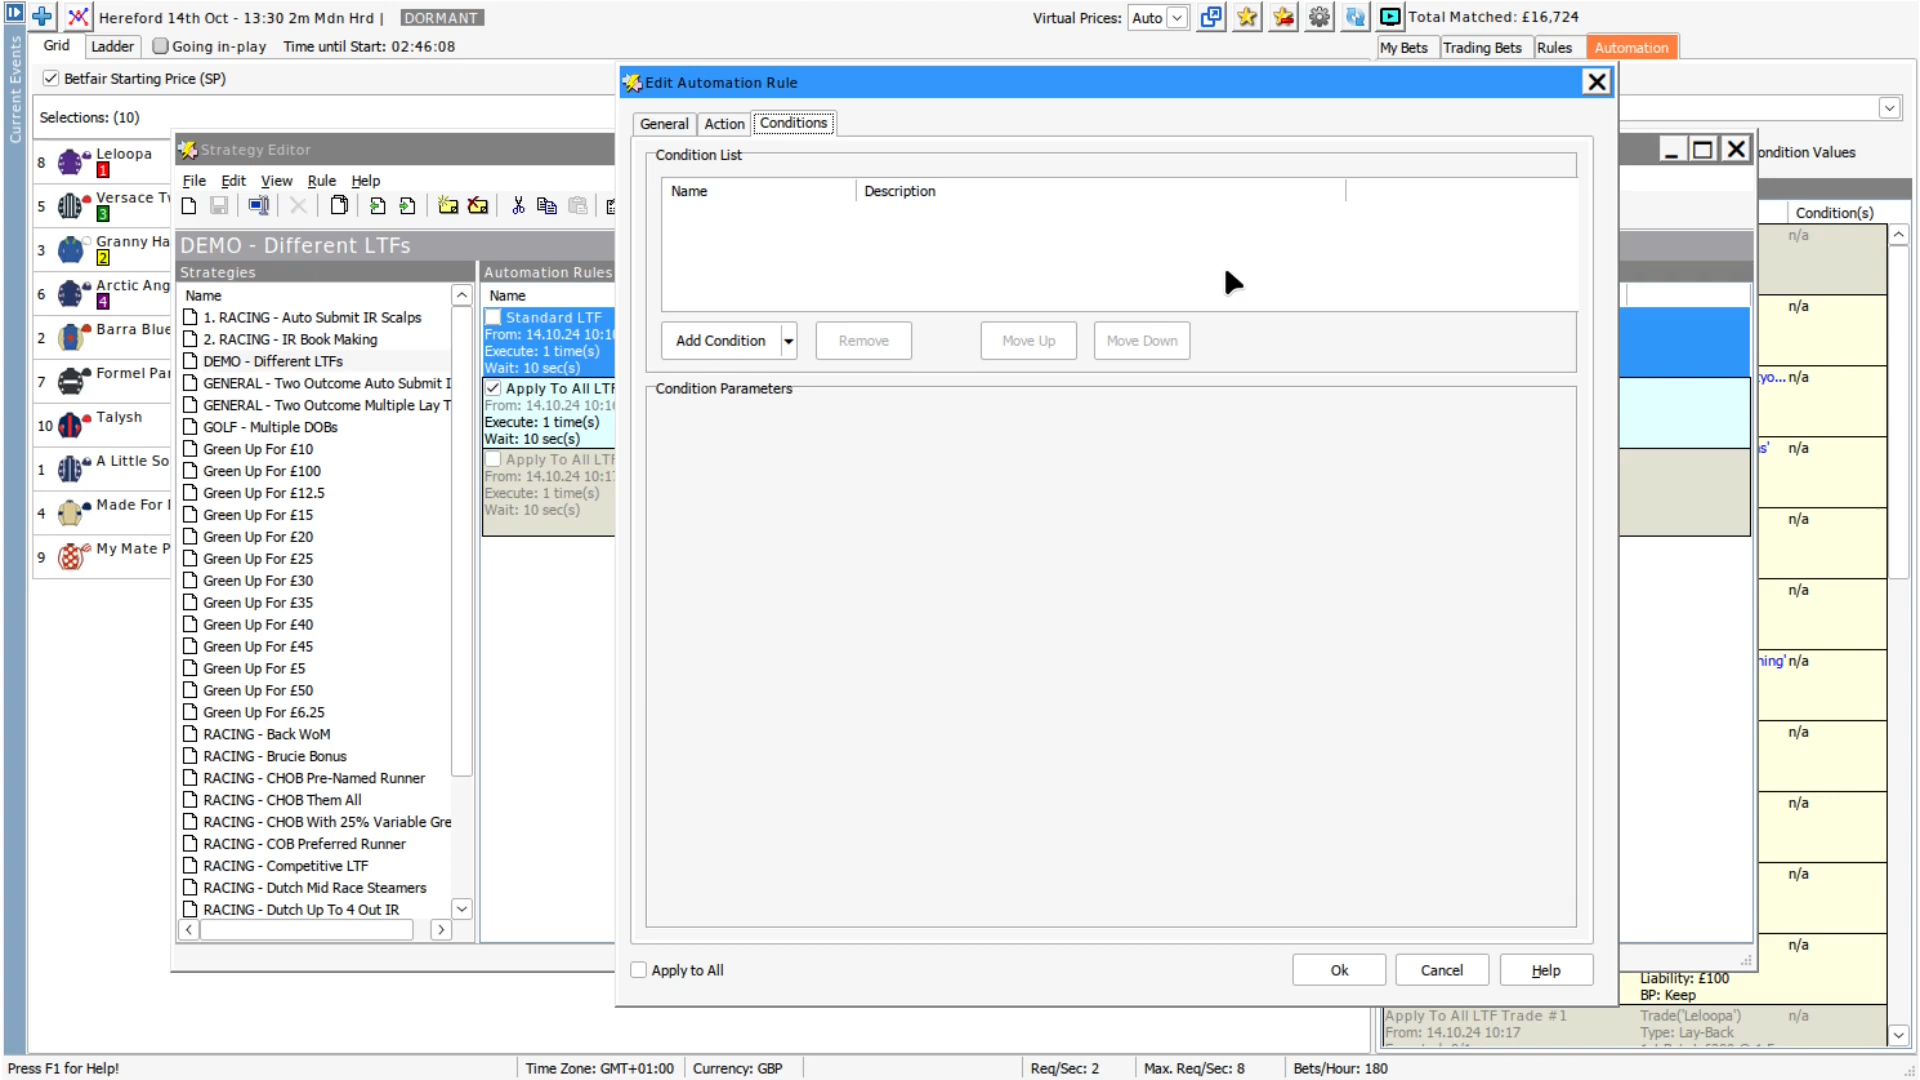 Hereford 14th Oct - 13:30 2m Mdn Hrd | DORMANT
Virtual Prices: Auto
Total Matched: £16,724
Grid Ladder Going in-play Time until Start: 02:46:08
My Bets Trading Bets Rules Automation
Current Events
Betfair Starting Price (SP)
Selections: (10)
8 Leloopa
1
5 Versace Tw
3
3 Granny Ha
2
6 Arctic Ang
4
2 Barra Blue
7 Formel Par
10 Talysh
1 A Little So
4 Made For
9 My Mate P
Strategy Editor
File Edit View Rule Help
DEMO - Different LTFs
Strategies
Name
1. RACING - Auto Submit IR Scalps
2. RACING - IR Book Making
DEMO - Different LTFs
GENERAL - Two Outcome Auto Submit I
GENERAL - Two Outcome Multiple Lay T
GOLF - Multiple DOBs
Green Up For £10
Green Up For £100
Green Up For £12.5
Green Up For £15
Green Up For £20
Green Up For £25
Green Up For £30
Green Up For £35
Green Up For £40
Green Up For £45
Green Up For £5
Green Up For £50
Green Up For £6.25
RACING - Back WoM
RACING - Brucie Bonus
RACING - CHOB Pre-Named Runner
RACING - CHOB Them All
RACING - CHOB With 25% Variable Gre
RACING - COB Preferred Runner
RACING - Competitive LTF
RACING - Dutch Mid Race Steamers
RACING - Dutch Up To 4 Out IR
Automation Rules
Name
Standard LTF
From: 14.10.24 10:16
Execute: 1 time(s)
Wait: 10 sec(s)
Apply To All LTF
From: 14.10.24 10:16
Execute: 1 time(s)
Wait: 10 sec(s)
Apply To All LTF
From: 14.10.24 10:17
Execute: 1 time(s)
Wait: 10 sec(s)
Edit Automation Rule
General Action Conditions
Condition List
Name Description
Add Condition Remove Move Up Move Down
Condition Parameters
Apply to All
Ok Cancel Help
ondition Values
Condition(s)
n/a
n/a
yo... n/a
s' n/a
n/a
n/a
ning' n/a
n/a
n/a
n/a
n/a
Liability: £100
BP: Keep
Apply To All LTF Trade #1 Trade('Leloopa') n/a
From: 14.10.24 10:17 Type: Lay-Back
Press F1 for Help!
Time Zone: GMT+01:00 Currency: GBP
Req/Sec: 2 Max. Req/Sec: 8 Bets/Hour: 180